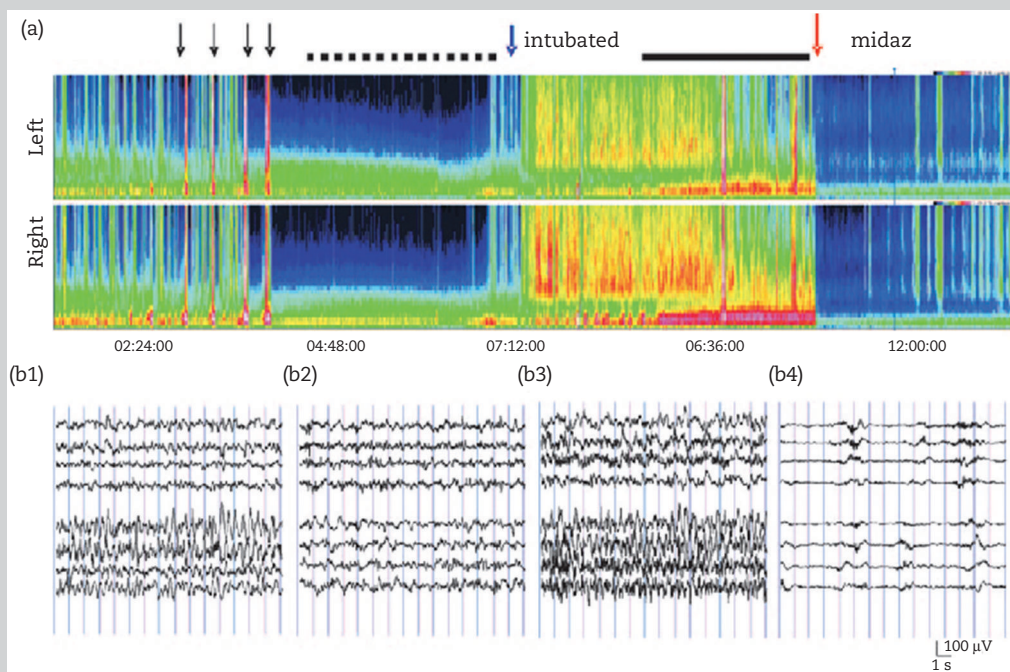 (a)
intubated
midaz
Left
Right
02:24:00
04:48:00
07:12:00
06:36:00
12:00:00
(b1)
(b2)
(b3)
(b4)
100 μV
1 s